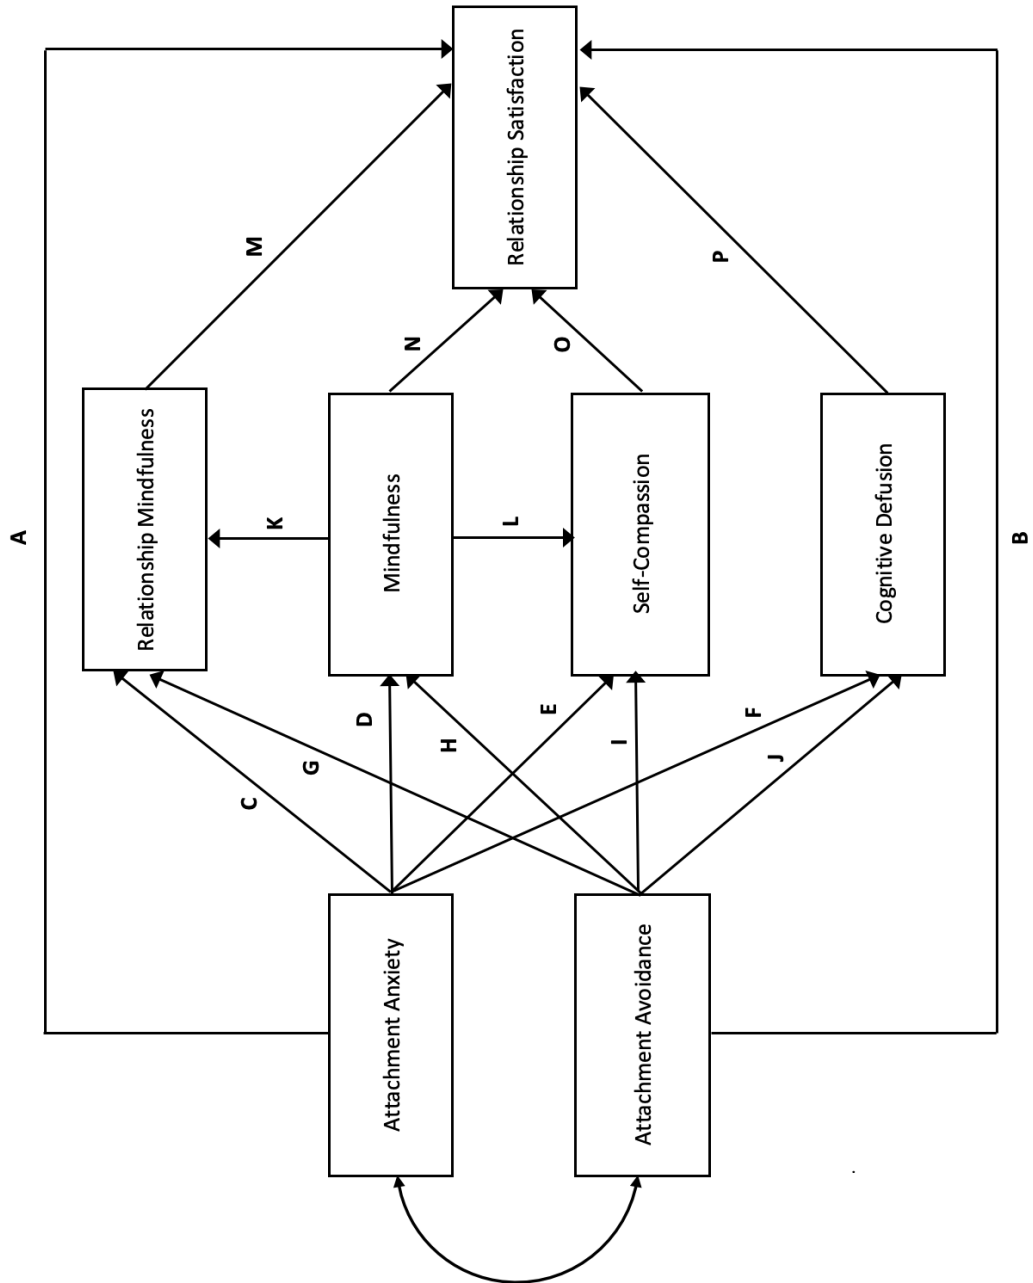 A
Relationship Mindfulness
M
C
G
K
Attachment Anxiety
D
Mindfulness
N
Relationship Satisfaction
H
L
E
Attachment Avoidance
I
Self-Compassion
O
F
J
Cognitive Defusion
P
B